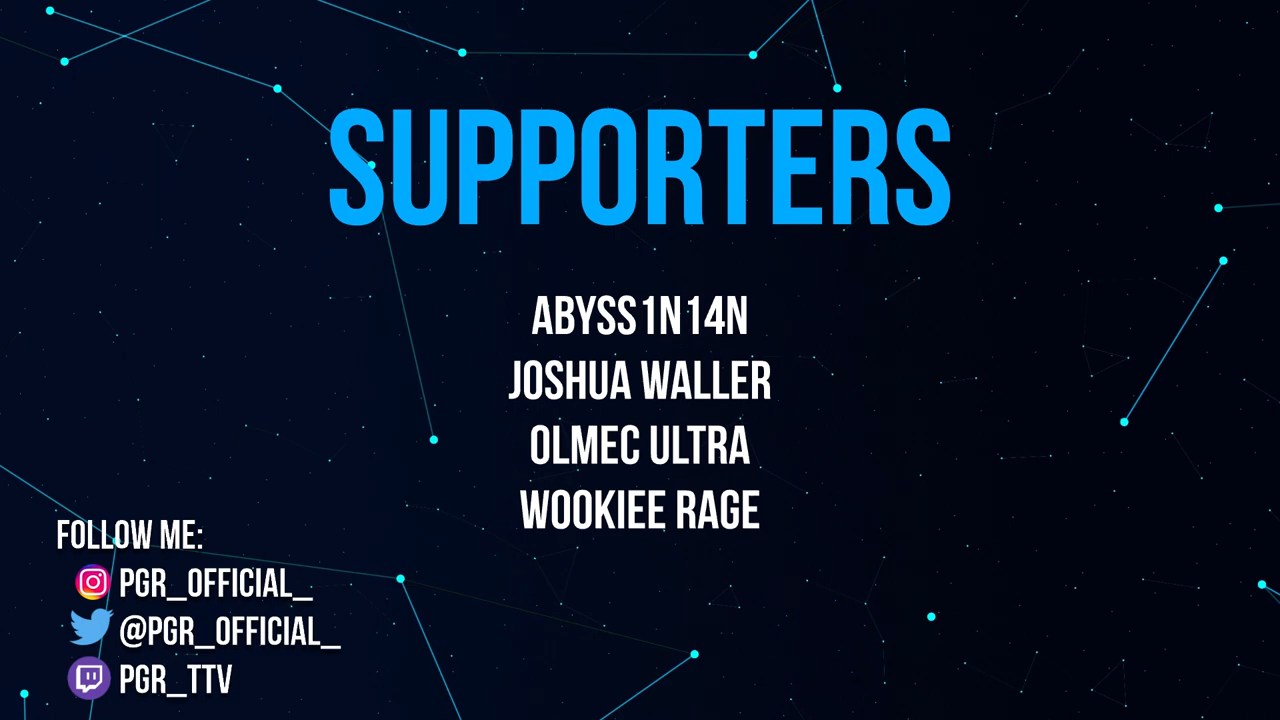 SUPPORTERS
ABYSS1N14N
JOSHUA WALLER
OLMEC ULTRA
WOOKIEE RAGE
FOLLOW ME:
PGR_OFFICIAL_
@PGR_OFFICIAL_
PGR_TTV